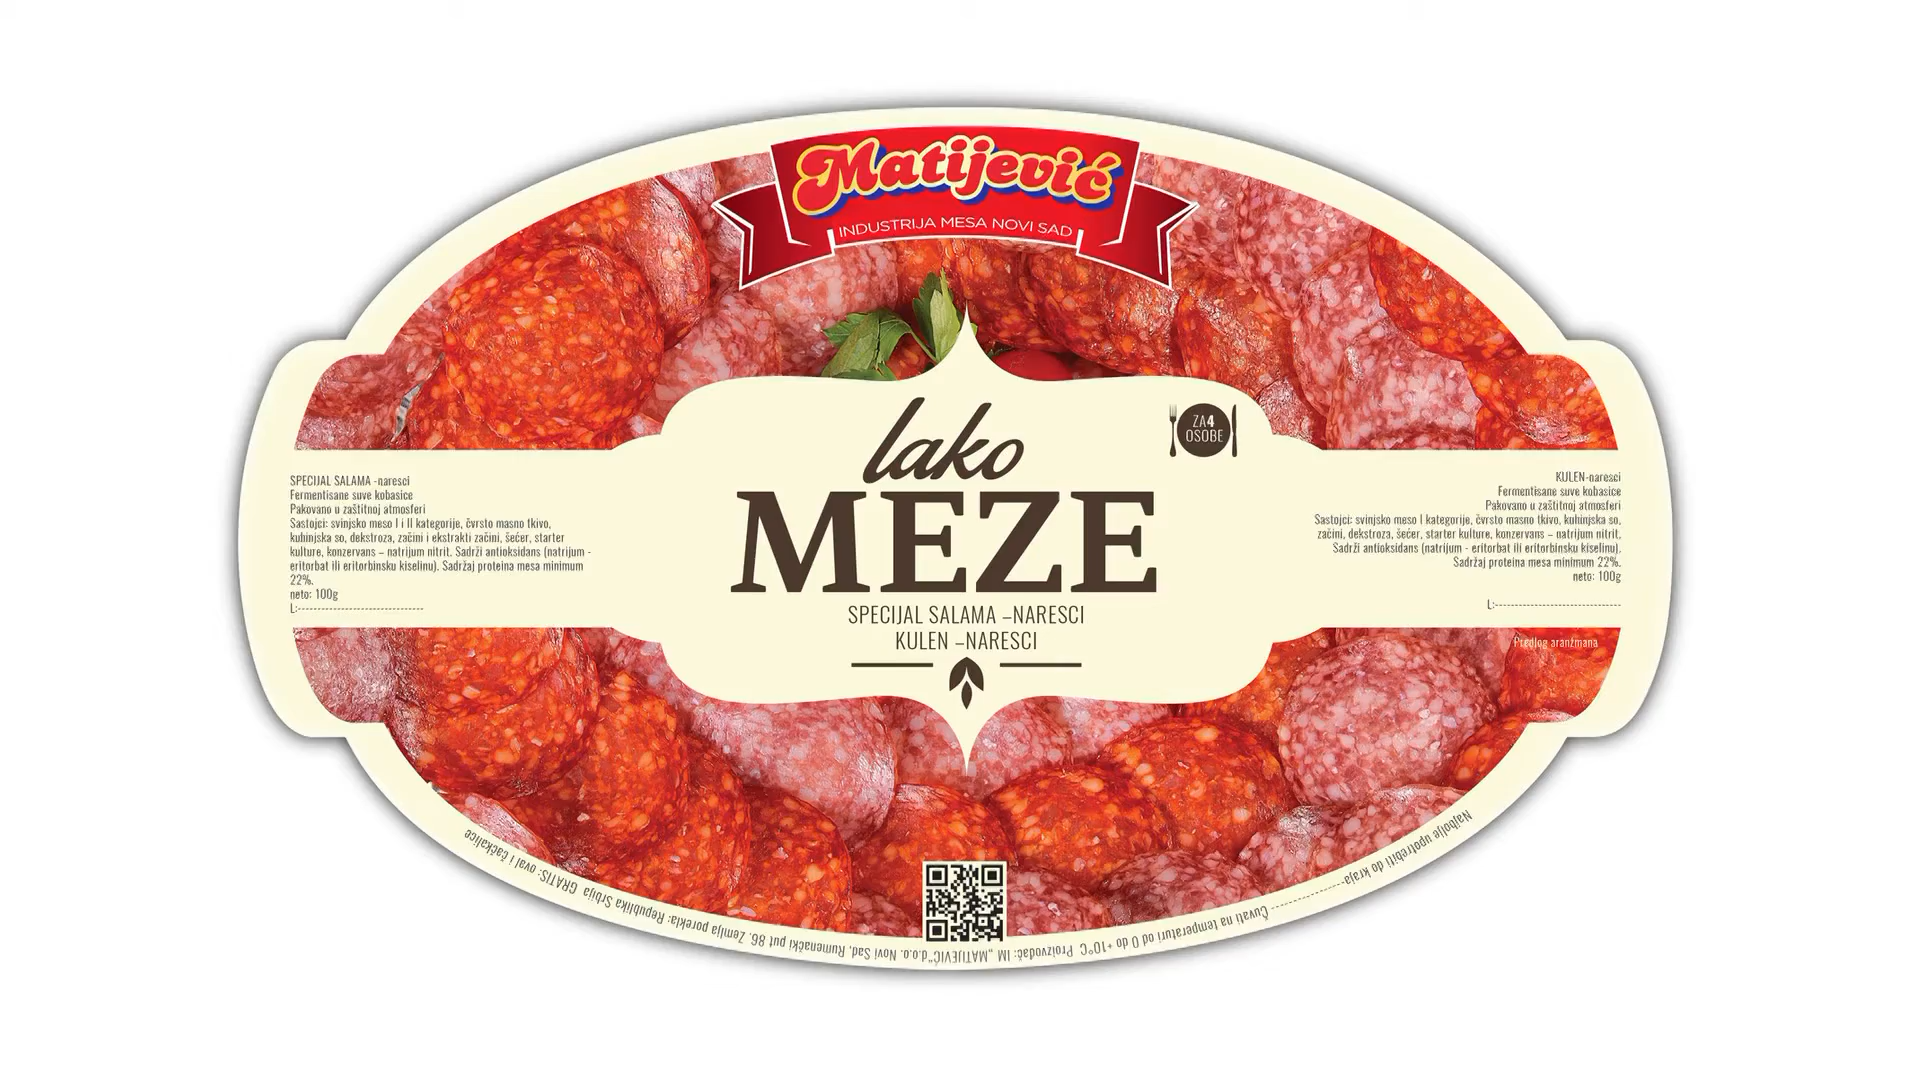 Matijević
INDUSTRIJA MESA NOVI SAD
lako
MEZE
ZA 4
OSOBE
SPECIJAL SALAMA –NARESCI
KULEN –NARESCI
SPECIJAL SALAMA -naresci
Fermentisane suve kobasice
Pakovano u zaštitnoj atmosferi
Sastojci: svinjsko meso I i II kategorije, čvrsto masno tkivo,
kuhinjska so, dekstroza, začini i ekstrakti začini, šećer, starter
kulture, konzervans – natrijum nitrit. Sadrži antioksidans (natrijum -
eritorbat ili eritorbinsku kiselinu). Sadržaj proteina mesa minimum
22%.
neto: 100g
L:--------------------------------
KULEN-naresci
Fermentisane suve kobasice
Pakovano u zaštitnoj atmosferi
Sastojci: svinjsko meso I kategorije, čvrsto masno tkivo, kuhinjska so,
začini, dekstroza, šećer, starter kulture, konzervans – natrijum nitrit,
Sadrži antioksidans (natrijum - eritorbat ili eritorbinsku kiselinu).
Sadržaj proteina mesa minimum 22%.
neto: 100g
L:--------------------------------
Predlog aranžmana
Najbolje upotrebiti do kraja-------------------- Čuvati na temperaturi od 0 do +10°C Proizvođač: IM „MATIJEVIĆ“d.o.o. Novi Sad, Rumenački put 86. Zemlja porekla: Republika Srbija GRATIS: oval i čačkalice